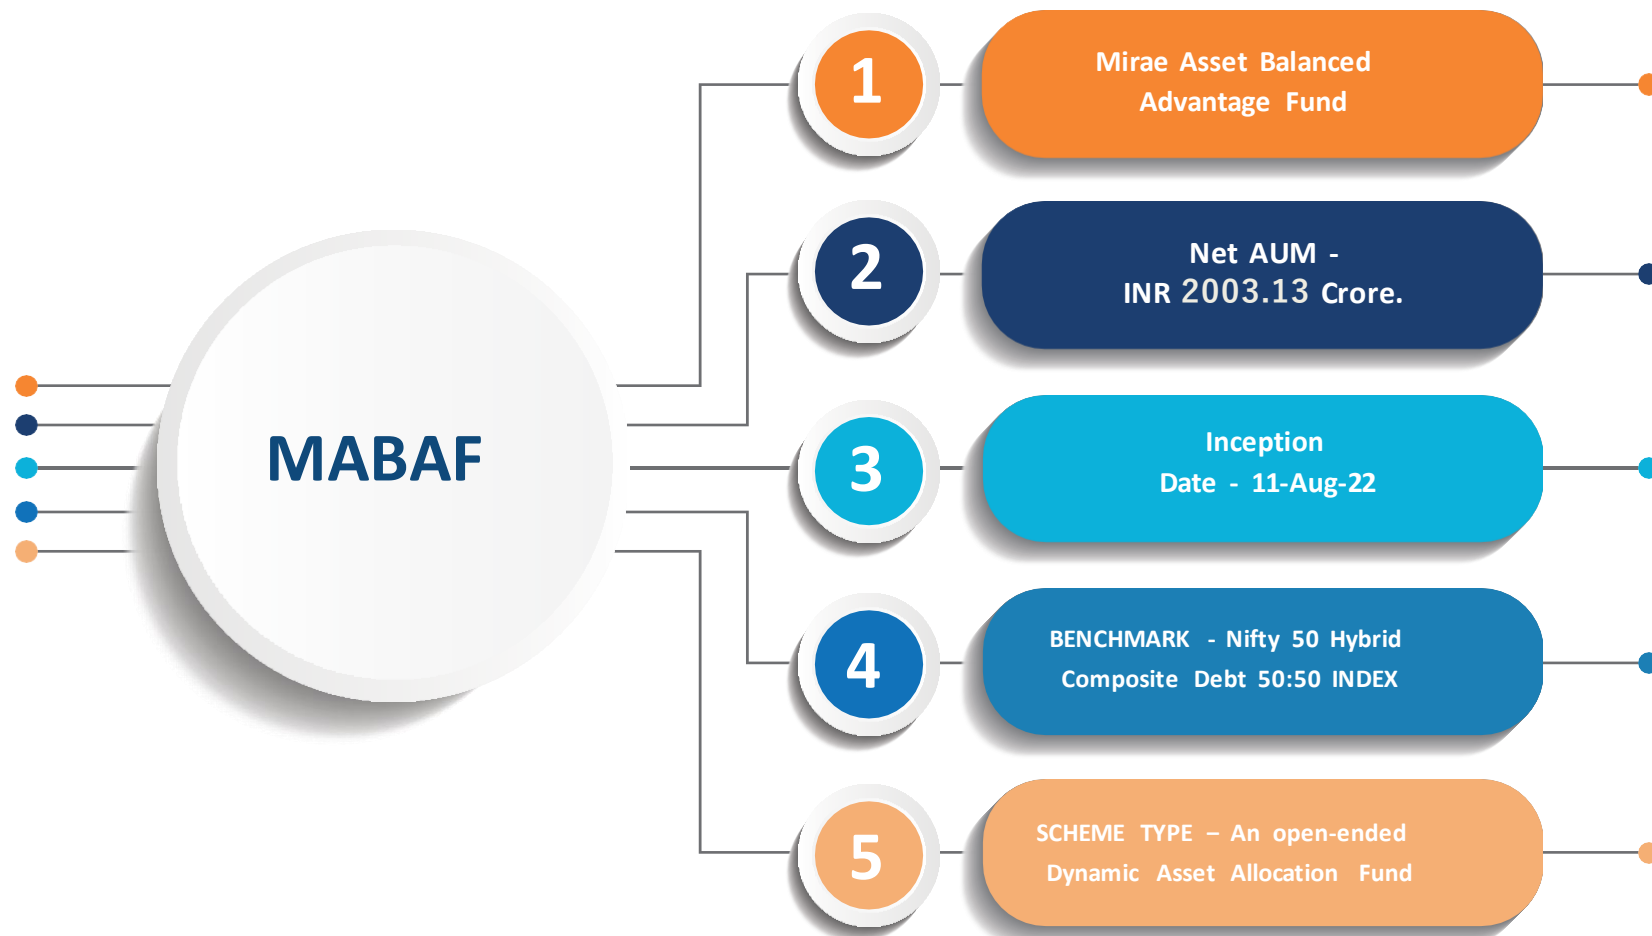 MABAF
1
Mirae Asset Balanced
Advantage Fund
2
Net AUM -
INR 2003.13 Crore.
3
Inception
Date - 11-Aug-22
4
BENCHMARK - Nifty 50 Hybrid
Composite Debt 50:50 INDEX
5
SCHEME TYPE – An open-ended
Dynamic Asset Allocation Fund